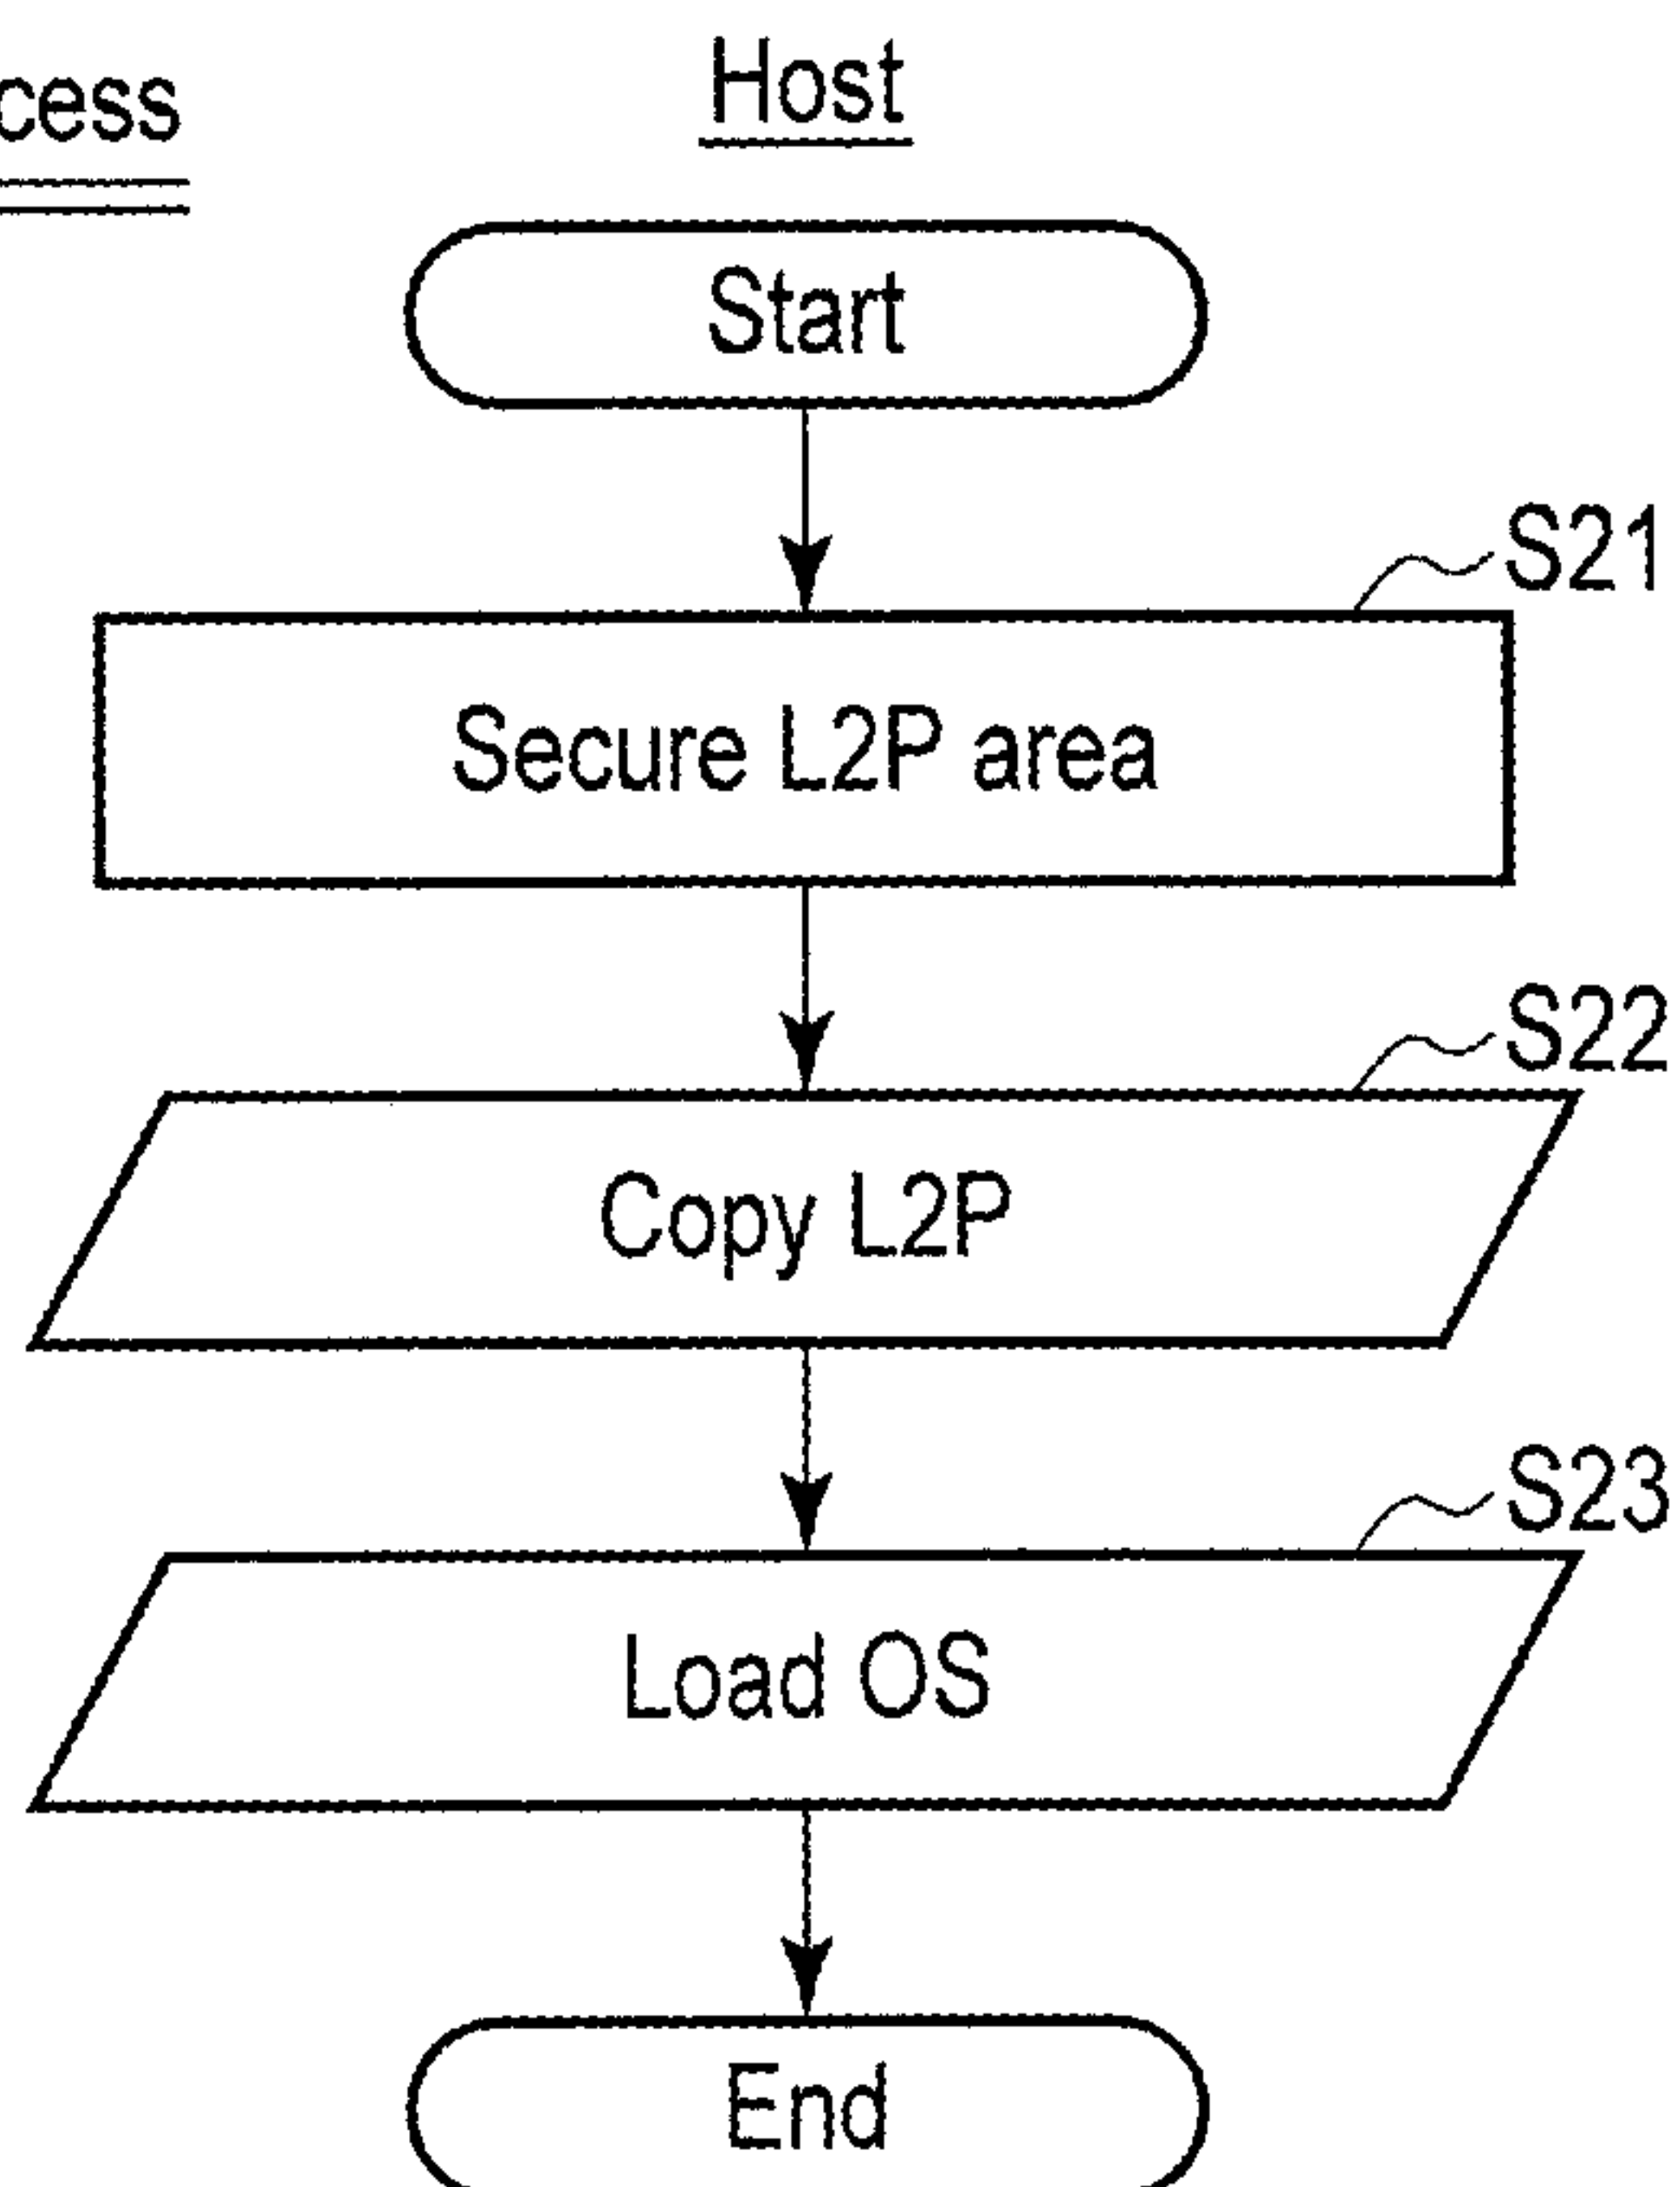 cess
Host
Start
S21
Secure L2P area
S22
Copy L2P
S23
Load OS
End